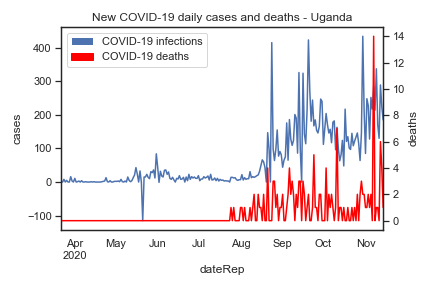 New COVID-19 daily cases and deaths - Uganda
COVID-19 infections
COVID-19 deaths
cases
400
300
200
100
0
−100
deaths
14
12
10
8
6
4
2
0
Apr May Jun Jul Aug Sep Oct Nov
2020
dateRep